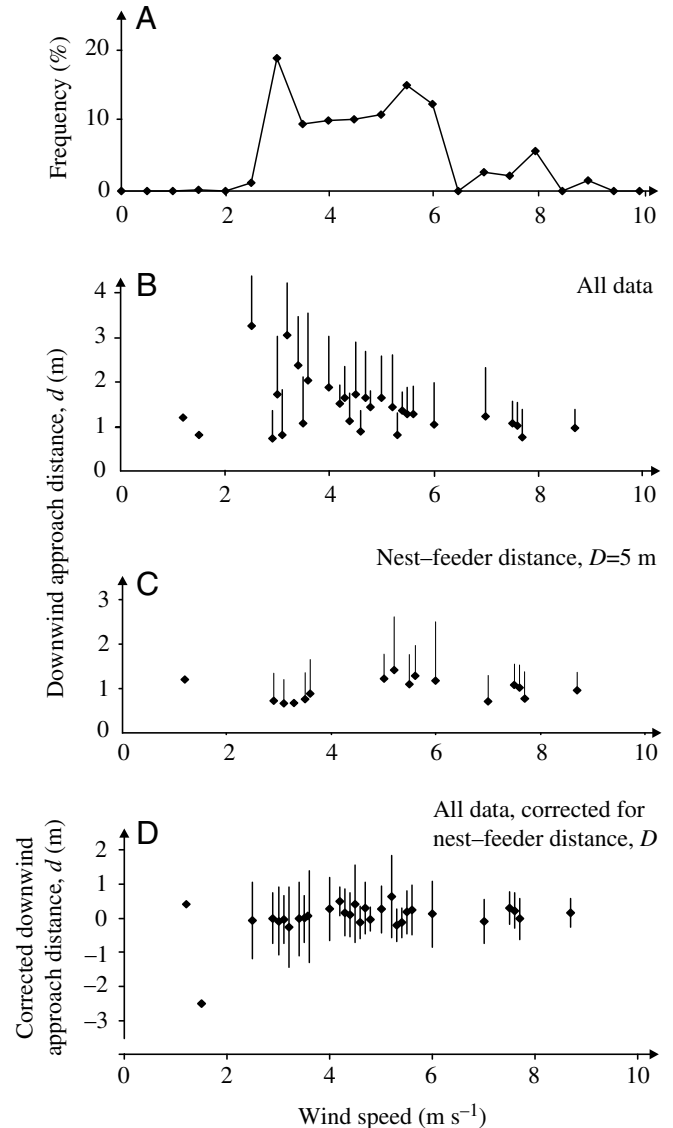 A
Frequency (%)
20
10
0
0 2 4 6 8 10
B
All data
4
3
2
1
0
0 2 4 6 8 10
Downwind approach distance, d (m)
Nest–feeder distance, D=5 m
C
3
2
1
0
0 2 4 6 8 10
All data, corrected for
nest–feeder distance, D
D
Corrected downwind
approach distance, d (m)
2
1
0
–1
–2
–3
0 2 4 6 8 10
Wind speed (m s–1)